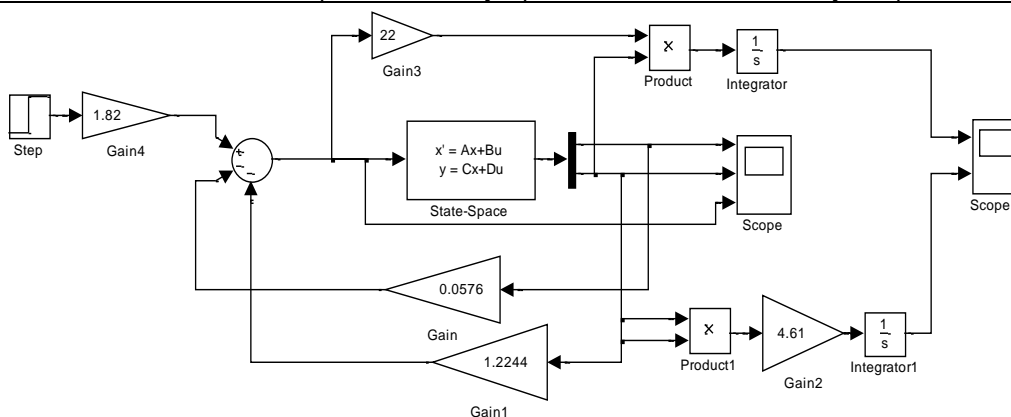 22
Gain3
×
Product
1
s
Integrator
Step
1.82
Gain4
+
−
−
x' = Ax+Bu
y = Cx+Du
State-Space
Scope
Scope
0.0576
Gain
1.2244
Gain1
×
Product1
4.61
Gain2
1
s
Integrator1